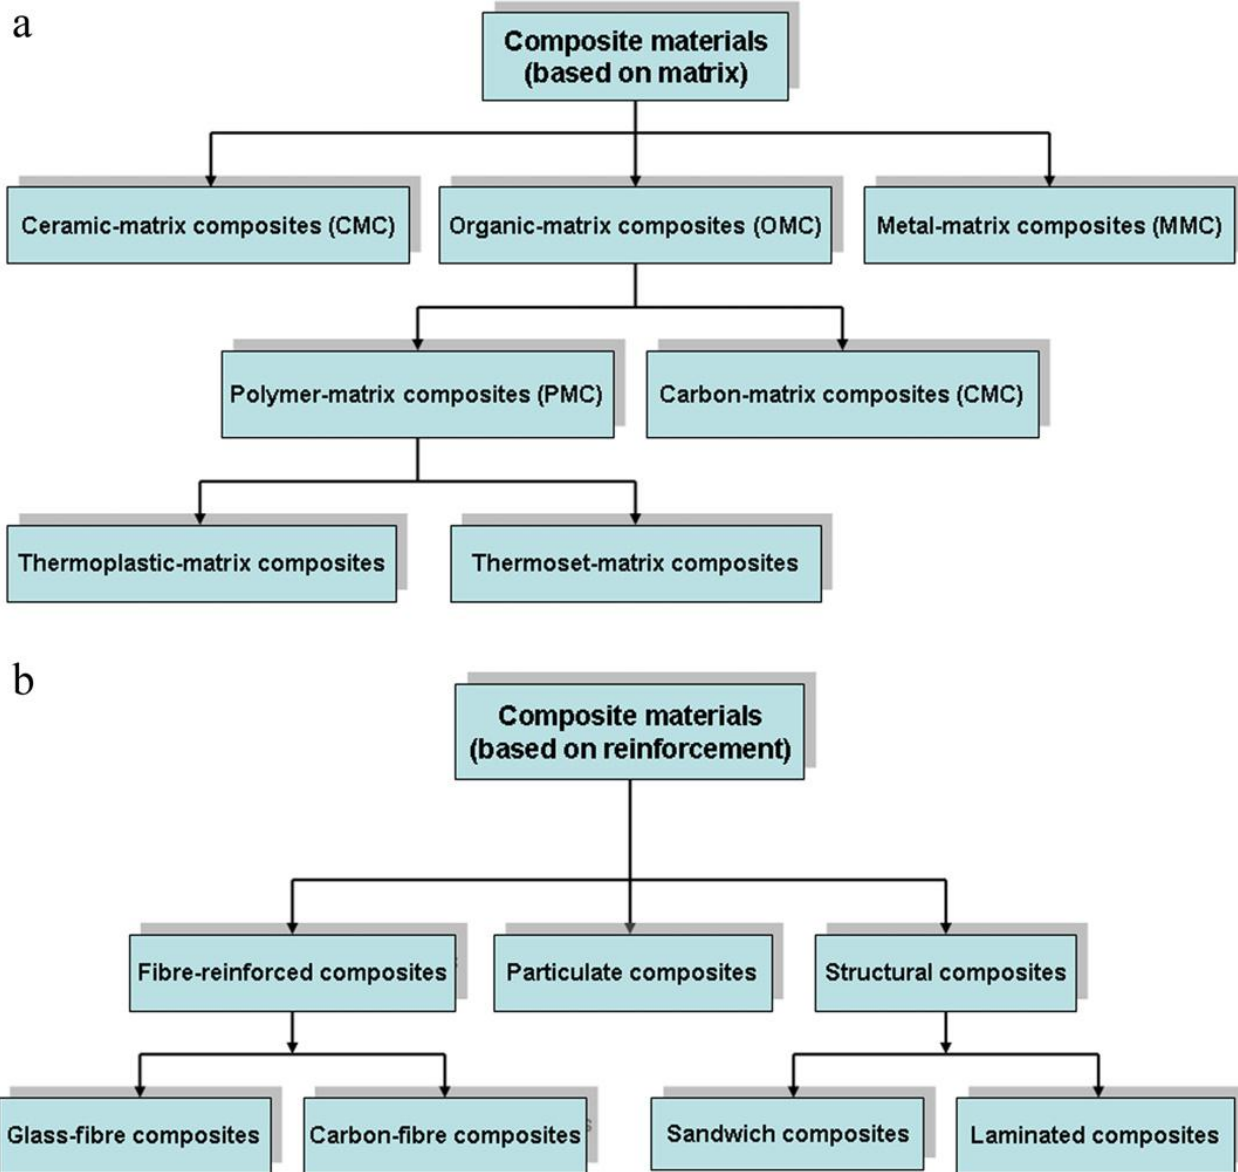 a
Composite materials
(based on matrix)
Ceramic-matrix composites (CMC)
Organic-matrix composites (OMC)
Metal-matrix composites (MMC)
Polymer-matrix composites (PMC)
Carbon-matrix composites (CMC)
Thermoplastic-matrix composites
Thermoset-matrix composites
b
Composite materials
(based on reinforcement)
Fibre-reinforced composites
Particulate composites
Structural composites
Glass-fibre composites
Carbon-fibre composites
Sandwich composites
Laminated composites